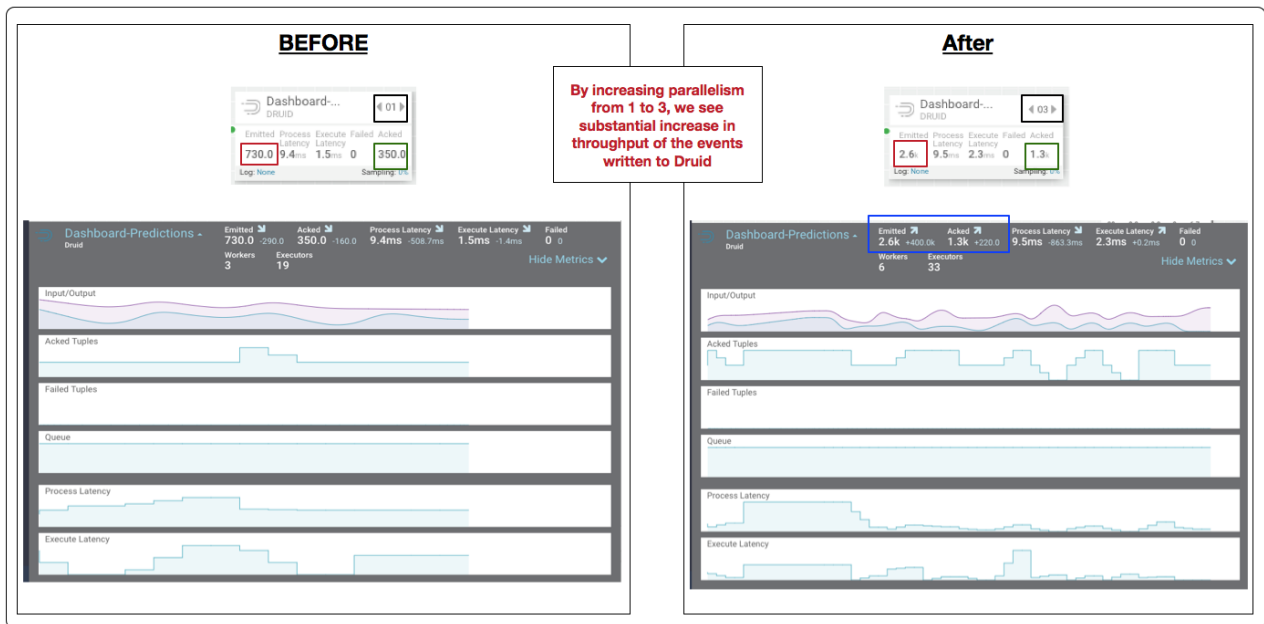 BEFORE
Dashboard-...
DRUID
01
Emitted Process Execute Failed Acked
Latency Latency
730.0 9.4ms 1.5ms 0 350.0
Log: None Sampling: 0%
Dashboard-Predictions
Druid
Emitted Acked Process Latency Execute Latency Failed
730.0 -290.0 350.0 -160.0 9.4ms -508.7ms 1.5ms -1.4ms 0 0
Workers Executors
3 19
Hide Metrics
Input/Output
Acked Tuples
Failed Tuples
Queue
Process Latency
Execute Latency
By increasing parallelism
from 1 to 3, we see
substantial increase in
throughput of the events
written to Druid
After
Dashboard-...
DRUID
03
Emitted Process Execute Failed Acked
Latency Latency
2.6k 9.5ms 2.3ms 0 1.3k
Log: None Sampling: 0%
Dashboard-Predictions
Druid
Emitted Acked Process Latency Execute Latency Failed
2.6k +400.0k 1.3k +220.0 9.5ms -863.3ms 2.3ms +0.2ms 0 0
Workers Executors
6 33
Hide Metrics
Input/Output
Acked Tuples
Failed Tuples
Queue
Process Latency
Execute Latency